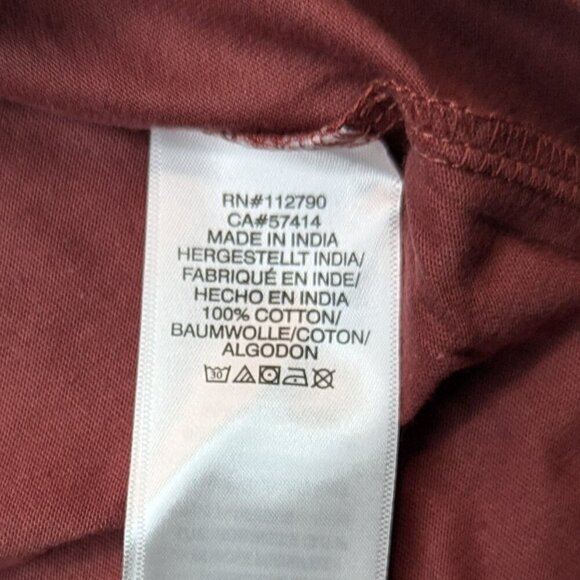 RN#112790
CA#57414
MADE IN INDIA
HERGESTELLT INDIA/
FABRIQUÉ EN INDE/
HECHO EN INDIA
100% COTTON/
BAUMWOLLE/COTON/
ALGODON